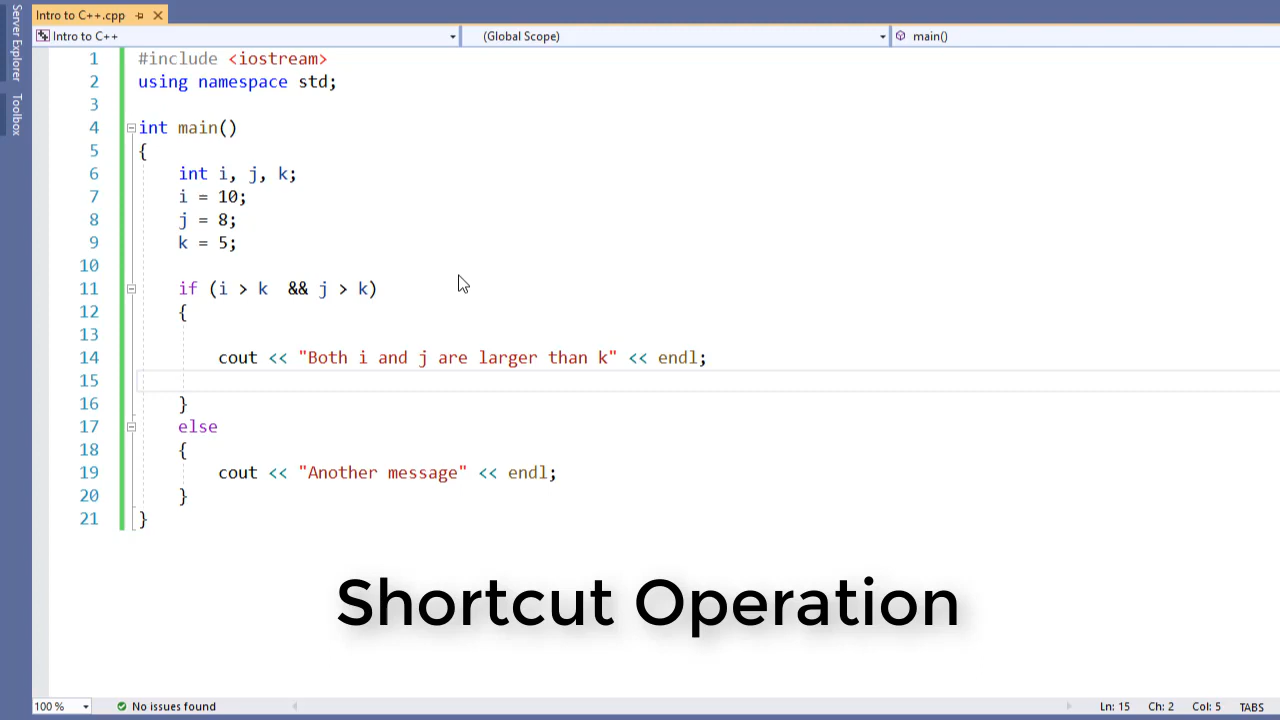 Server Explorer
Toolbox
Intro to C++.cpp
Intro to C++ (Global Scope) main()
1 #include <iostream>
2 using namespace std;
3
4 int main()
5 {
6 int i, j, k;
7 i = 10;
8 j = 8;
9 k = 5;
10
11 if (i > k  && j > k)
12 {
13
14 cout << "Both i and j are larger than k" << endl;
15
16 }
17 else
18 {
19 cout << "Another message" << endl;
20 }
21 }
Shortcut Operation
100 % No issues found Ln: 15 Ch: 2 Col: 5 TABS